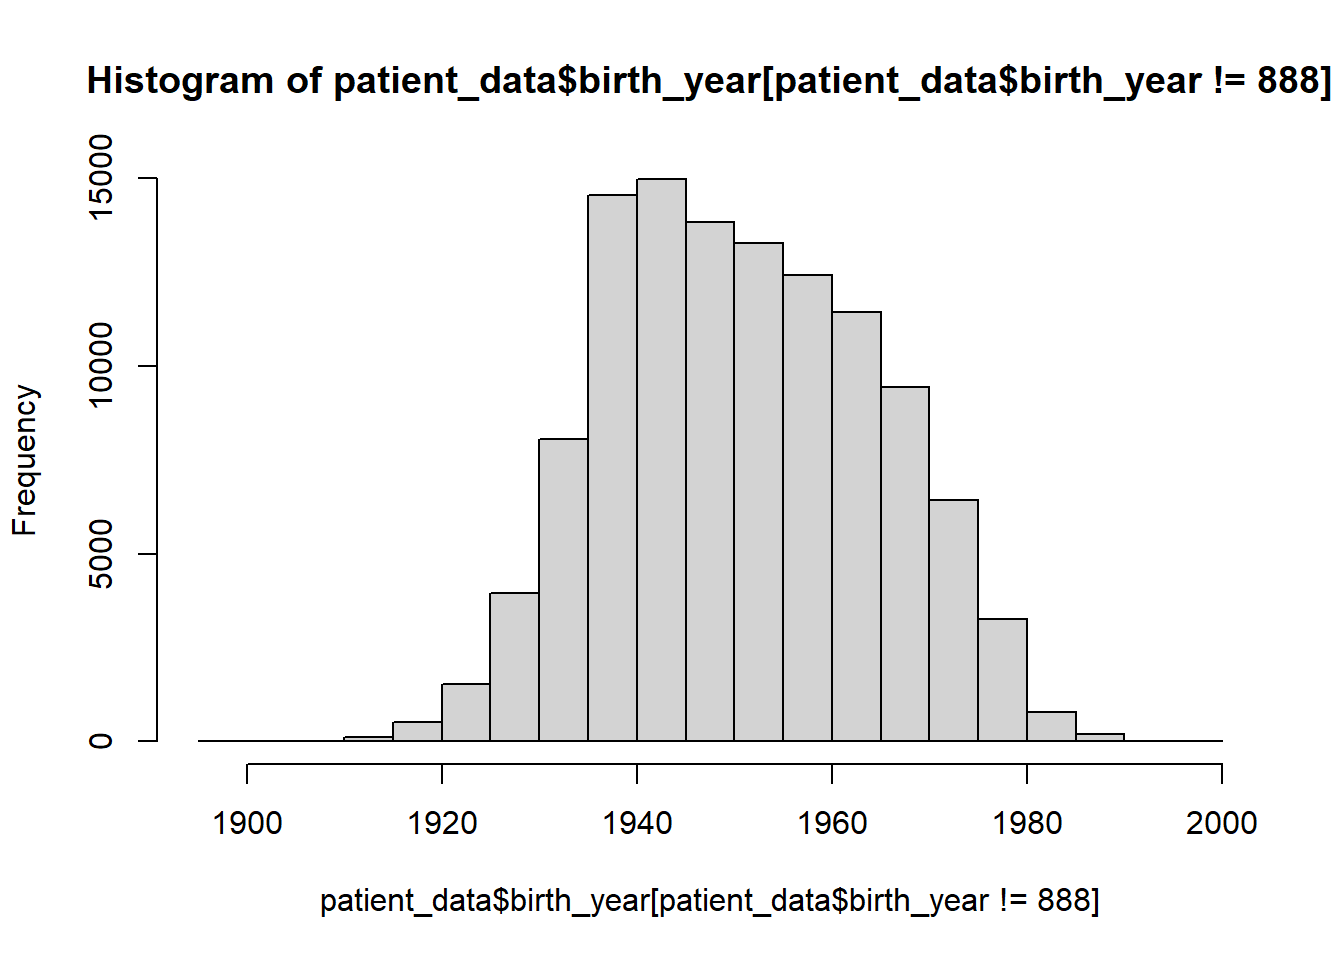 Histogram of patient_data$birth_year[patient_data$birth_year != 888]
Frequency
15000
10000
5000
0
1900 1920 1940 1960 1980 2000
patient_data$birth_year[patient_data$birth_year != 888]